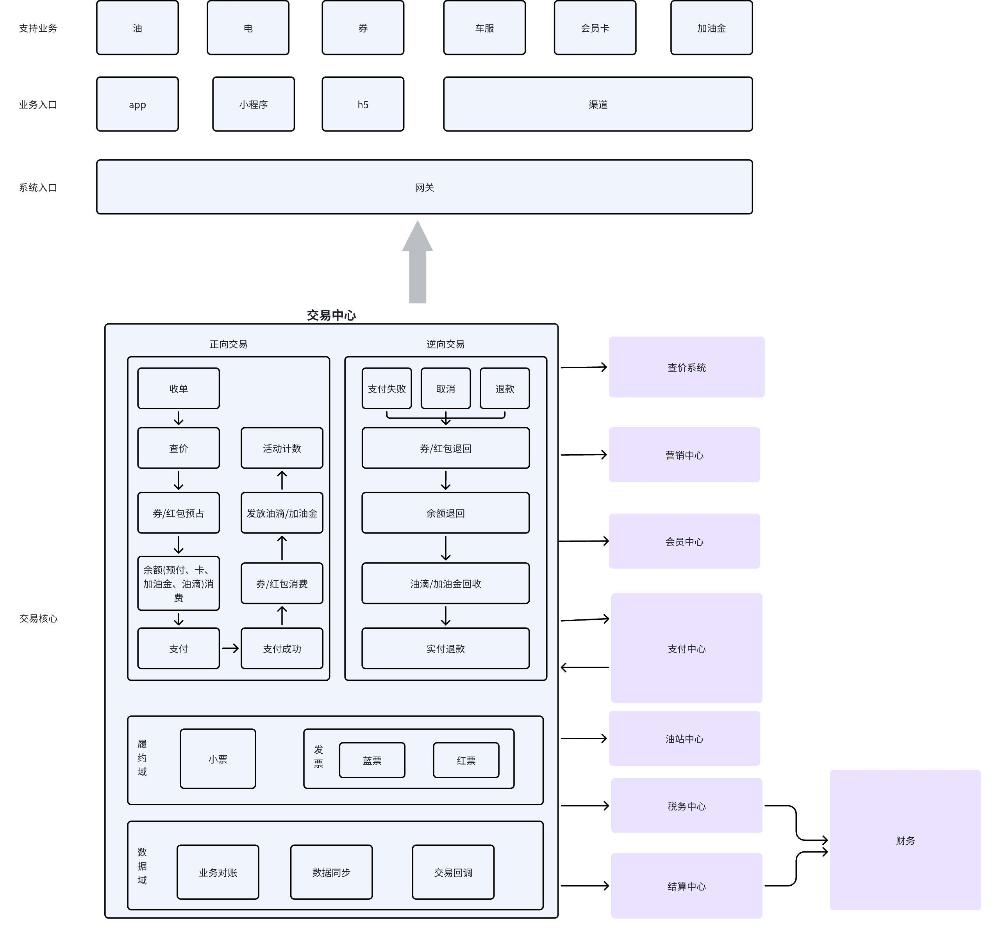 支持业务
油
电
券
车服
会员卡
加油金
业务入口
app
小程序
h5
渠道
系统入口
网关
交易中心
正向交易
逆向交易
收单
支付失败
取消
退款
查价系统
查价
活动计数
券/红包退回
营销中心
券/红包预占
发放油滴/加油金
余额退回
会员中心
余额(预付、卡、
加油金、油滴)消
费
券/红包消费
油滴/加油金回收
交易核心
支付
支付成功
实付退款
支付中心
履
约
域
小票
发
票
蓝票
红票
油站中心
税务中心
财务
数
据
域
业务对账
数据同步
交易回调
结算中心